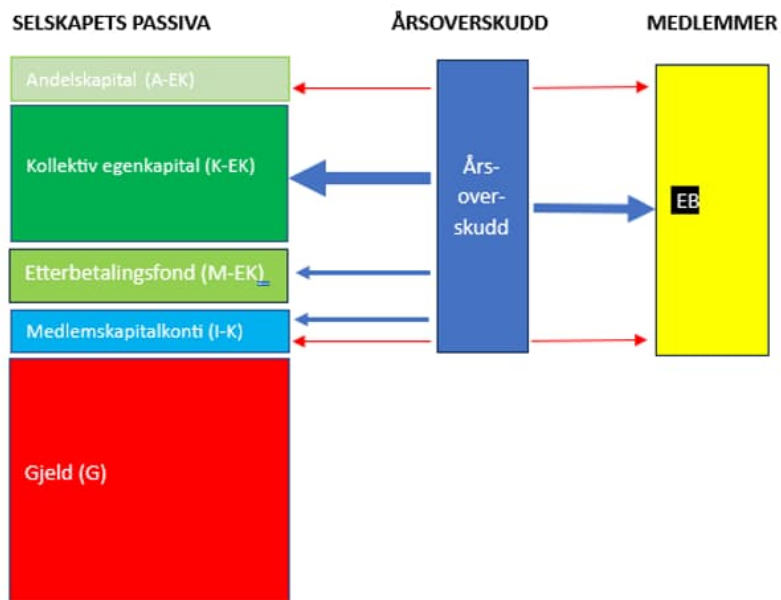 SELSKAPETS PASSIVA
ÅRSOVERSKUDD
MEDLEMMER
Andelskapital (A-EK)
Kollektiv egenkapital (K-EK)
Etterbetalingsfond (M-EK)
Medlemskapitalkonti (I-K)
Gjeld (G)
Års-
over-
skudd
EB